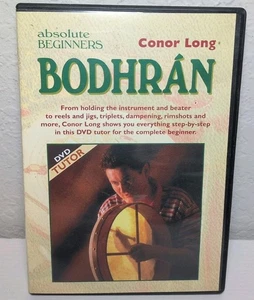 absolute
BEGINNERS
Conor Long
BODHRÁN
From holding the instrument and beater
to reels and jigs, triplets, dampening, rimshots and
more, Conor Long shows you everything step-by-step
in this DVD tutor for the complete beginner.
DVD
TUTOR